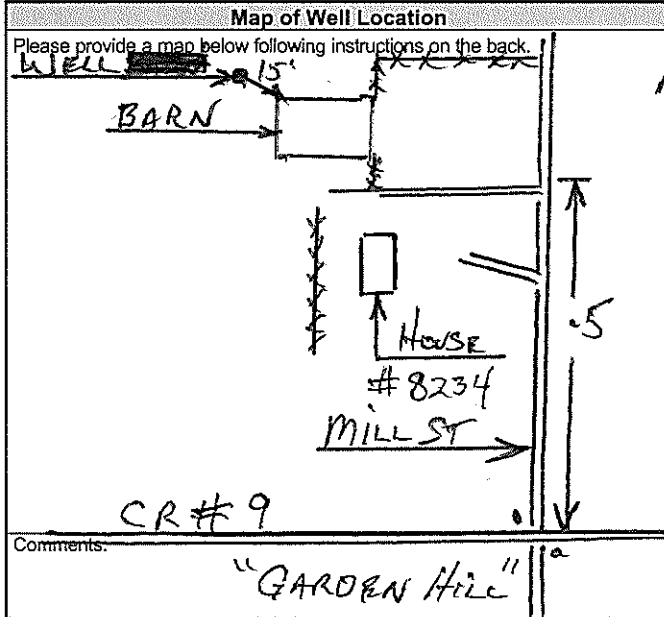 Map of Well Location
Please provide a map below following instructions on the back.
WELL
15'
BARN
.5
HOUSE
#8234
MILL ST
CR # 9
Comments:
"GARDEN HILL"